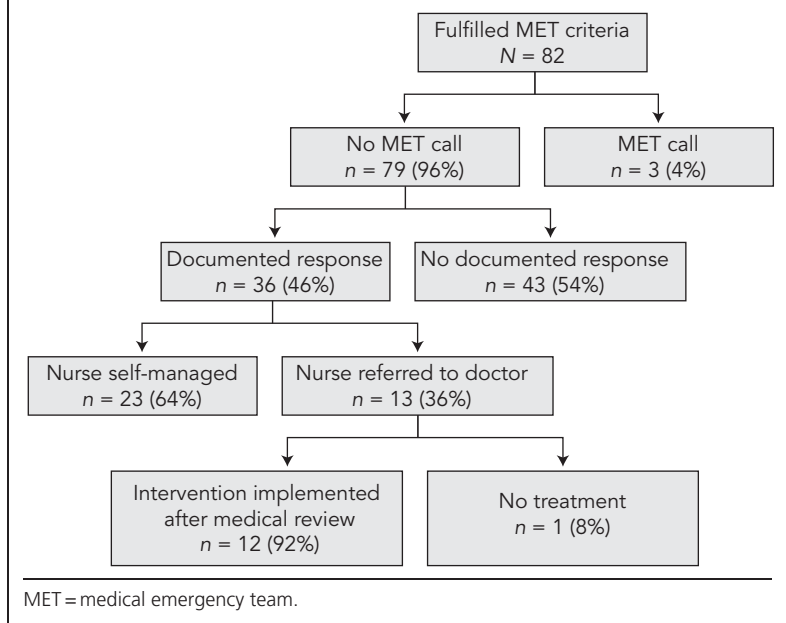 Fulfilled MET criteria
N = 82
No MET call
n = 79 (96%)
MET call
n = 3 (4%)
Documented response
n = 36 (46%)
No documented response
n = 43 (54%)
Nurse self-managed
n = 23 (64%)
Nurse referred to doctor
n = 13 (36%)
Intervention implemented
after medical review
n = 12 (92%)
No treatment
n = 1 (8%)
MET = medical emergency team.